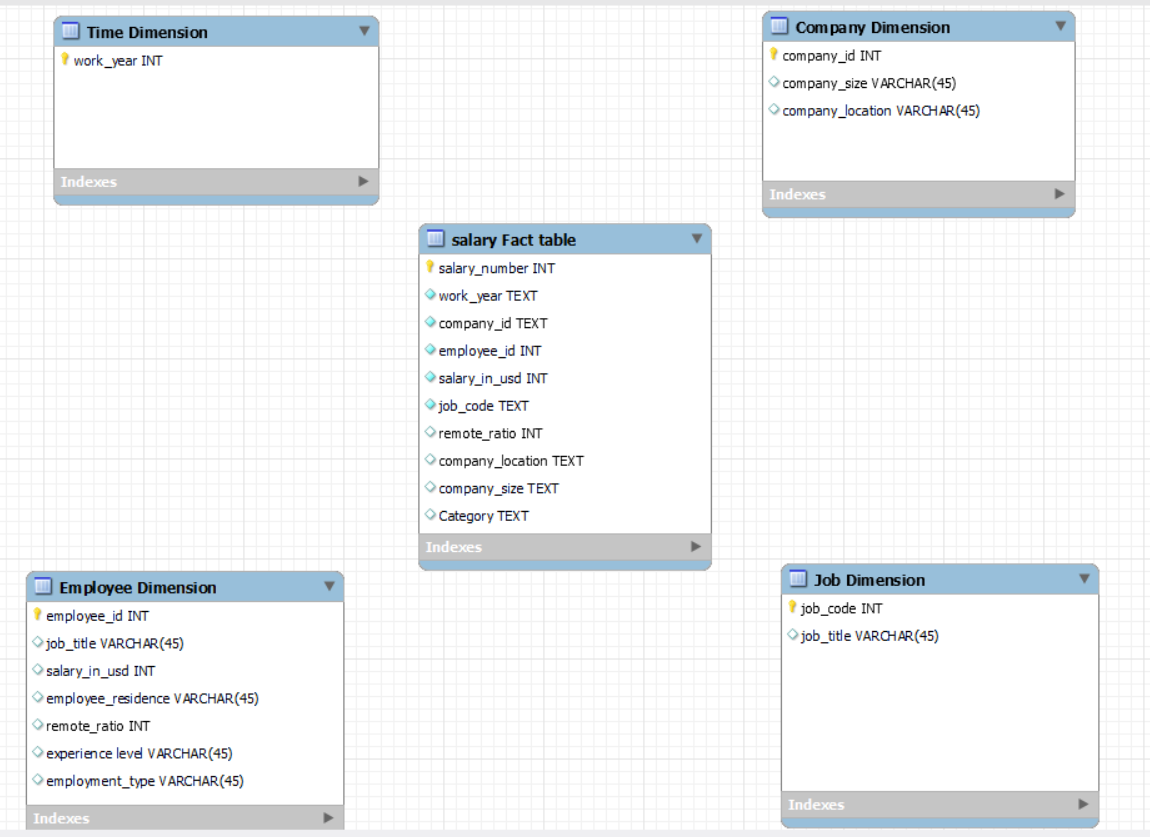 Time Dimension
work_year INT
Indexes
Company Dimension
company_id INT
company_size VARCHAR(45)
company_location VARCHAR(45)
Indexes
salary Fact table
salary_number INT
work_year TEXT
company_id TEXT
employee_id INT
salary_in_usd INT
job_code TEXT
remote_ratio INT
company_location TEXT
company_size TEXT
Category TEXT
Indexes
Employee Dimension
employee_id INT
job_title VARCHAR(45)
salary_in_usd INT
employee_residence VARCHAR(45)
remote_ratio INT
experience level VARCHAR(45)
employment_type VARCHAR(45)
Indexes
Job Dimension
job_code INT
job_title VARCHAR(45)
Indexes